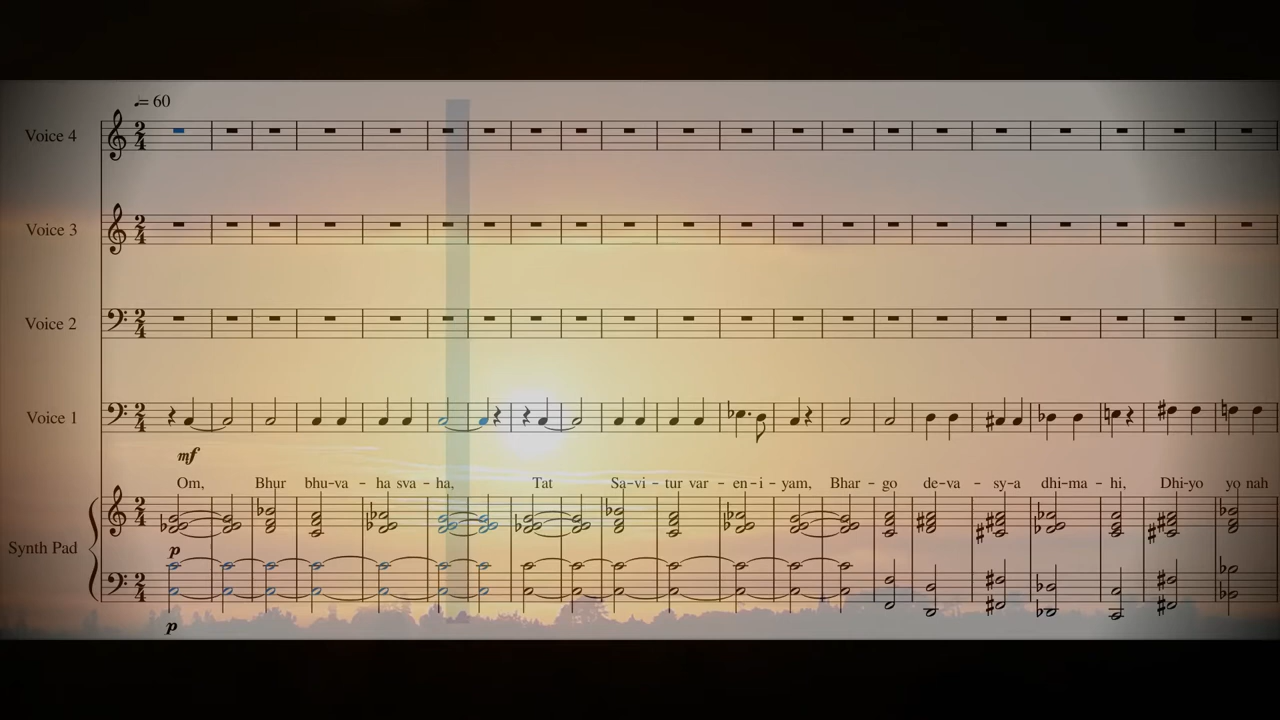 ♩= 60
Voice 4
Voice 3
Voice 2
Voice 1
mf
Om, Bhur bhu-va - ha sva - ha, Tat Sa-vi - tur var - en-i-yam, Bhar - go de-va - sy-a dhi-ma - hi, Dhi-yo yo nah
Synth Pad
p
p